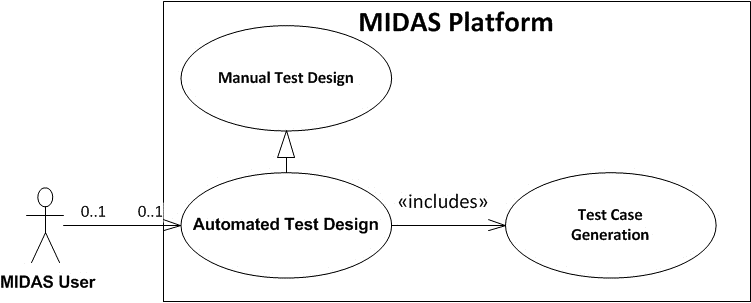 MIDAS Platform
Manual Test Design
«includes»
0..1
0..1
Automated Test Design
Test Case
Generation
MIDAS User